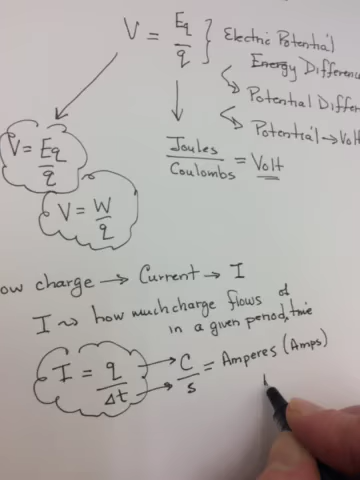 V = Eq/q } Electric Potential
Energy Difference
Potential Differ
Potential → Volt
Joules/Coulombs = Volt
V = Eq/q
V = W/q
ow charge → Current → I
I ~> how much charge flows
in a given period of time
I = q/Δt → C/s = Amperes (Amps)